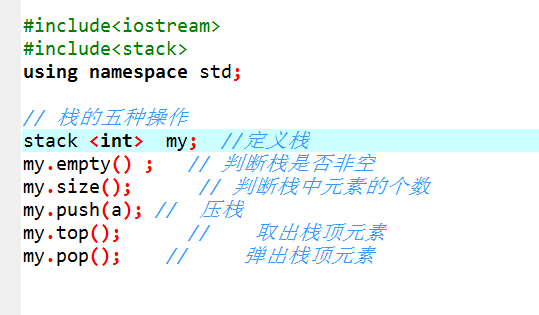 #include<iostream>
#include<stack>
using namespace std;
// 栈的五种操作
stack <int>  my;  //定义栈
my.empty() ;   // 判断栈是否非空
my.size();      // 判断栈中元素的个数
my.push(a); //  压栈
my.top();      //    取出栈顶元素
my.pop();    //     弹出栈顶元素